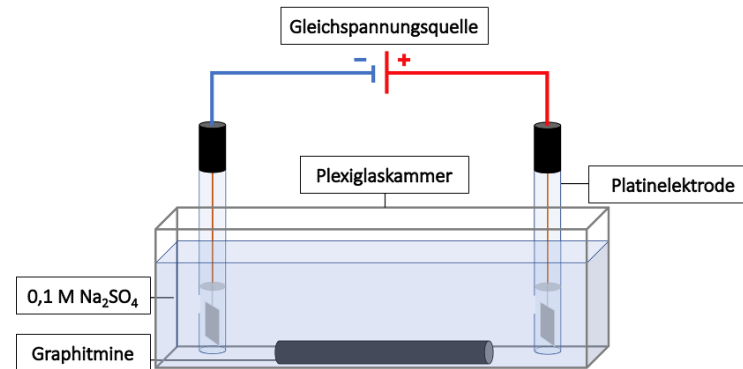 Gleichspannungsquelle
− +
Plexiglaskammer
Platinelektrode
0,1 M Na₂SO₄
Graphitmine